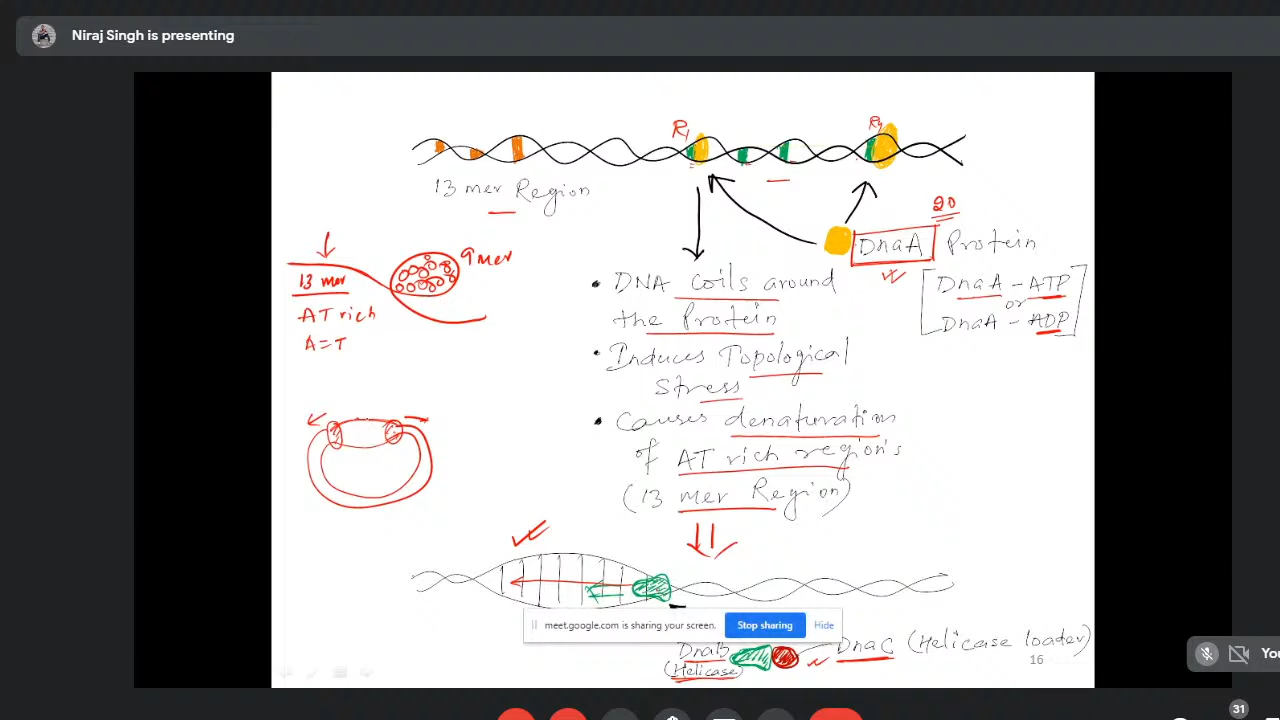 Niraj Singh is presenting
R1
R4
13 mer Region
20
DnaA Protein
9 mer
13 mer
AT rich
A=T
[DnaA - ATP
or
DnaA - ADP]
• DNA coils around
the Protein
• Induces Topological
Stress
• Causes denaturation
of AT rich region's
(13 mer Region)
meet.google.com is sharing your screen.
Stop sharing
Hide
DnaB
(Helicase)
DnaC (Helicase loader)
16
You
31